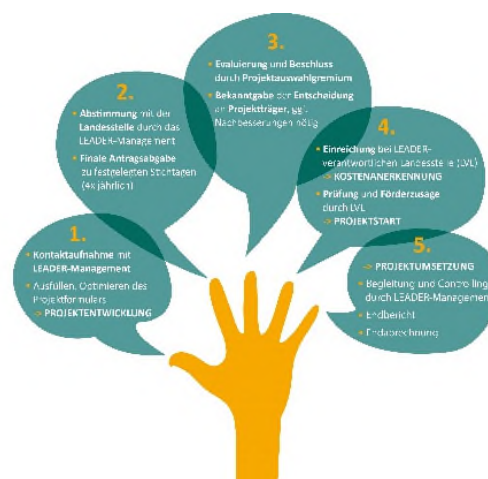 1.
• Kontaktaufnahme mit
LEADER-Management
• Ausfüllen, Optimieren des
Projektformulars
-> PROJEKTENTWICKLUNG
2.
• Abstimmung mit der
Landesstelle durch das
LEADER-Management
• Finale Antragsabgabe
zu festgelegten Stichtagen
(4x jährlich)
3.
• Evaluierung und Beschluss
durch Projektauswahlgremium
• Bekanntgabe der Entscheidung
an Projektträger, ggf.
Nachbesserungen nötig
4.
• Einreichung bei LEADER-
verantwortlichen Landesstelle (LVL)
-> KOSTENANERKENNUNG
• Prüfung und Förderzusage
durch LVL
-> PROJEKTSTART
5.
-> PROJEKTUMSETZUNG
• Begleitung und Controlling
durch LEADER-Management
• Endbericht
• Endabrechnung